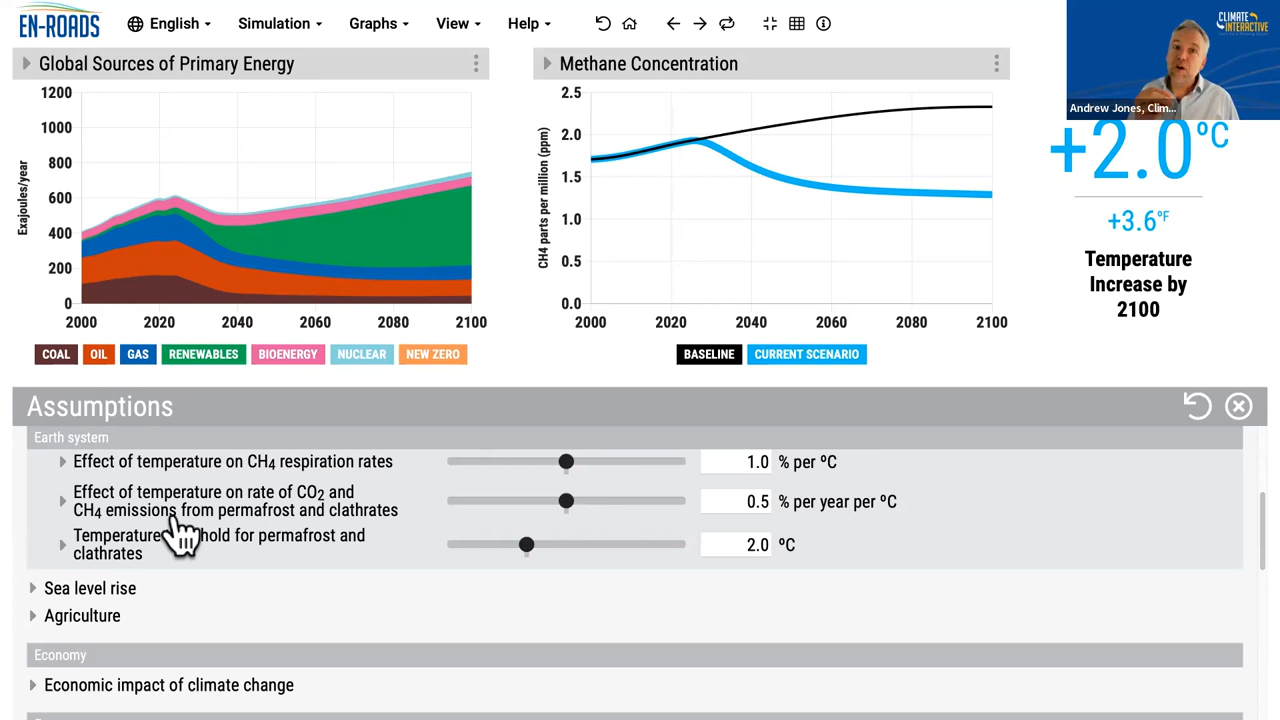 EN-ROADS
English
Simulation
Graphs
View
Help
CLIMATE
INTERACTIVE
Andrew Jones, Clim...
Global Sources of Primary Energy
Exajoules/year
1200
1000
800
600
400
200
0
2000 2020 2040 2060 2080 2100
COAL OIL GAS RENEWABLES BIOENERGY NUCLEAR NEW ZERO
Methane Concentration
CH4 parts per million (ppm)
2.5
2.0
1.5
1.0
0.5
0.0
2000 2020 2040 2060 2080 2100
BASELINE CURRENT SCENARIO
+2.0°C
+3.6°F
Temperature
Increase by
2100
Assumptions
Earth system
Effect of temperature on CH4 respiration rates 1.0 % per ºC
Effect of temperature on rate of CO2 and
CH4 emissions from permafrost and clathrates 0.5 % per year per ºC
Temperature hold for permafrost and
clathrates 2.0 ºC
Sea level rise
Agriculture
Economy
Economic impact of climate change